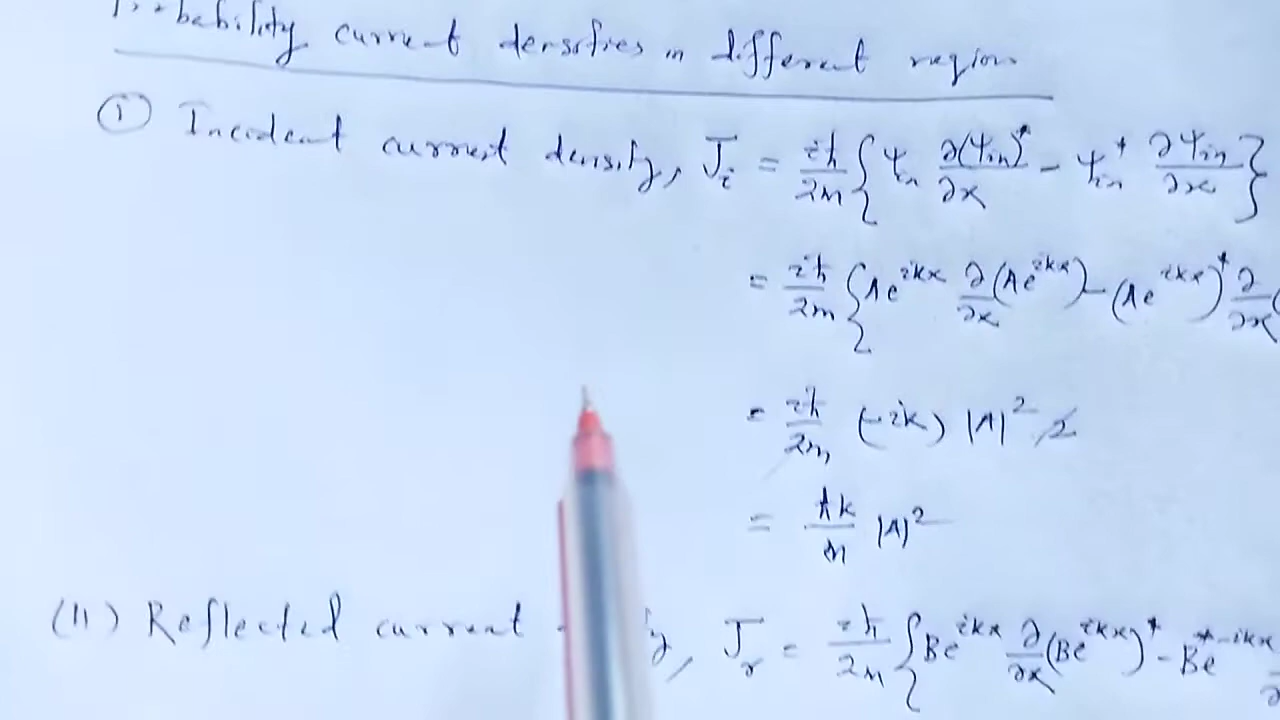 Probability current densities in different region
(I) Incident current density, J_i = iħ/2m { ψ_in ∂(ψ_in)*/∂x - ψ_in* ∂ψ_in/∂x }
= iħ/2m { Ae^{ikx} ∂/∂x (Ae^{ikx}) - (Ae^{ikx})* ∂/∂x (
= iħ/2m (-ik) |A|² 2
= ħk/m |A|²
(II) Reflected current y, J_r = iħ/2m { Be^{ikx} ∂/∂x (Be^{ikx})* - B*e^{-ikx} ∂